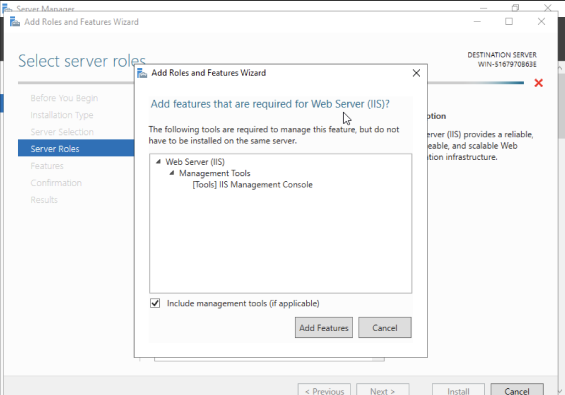 Server Manager
Add Roles and Features Wizard
Select server roles
DESTINATION SERVER
Before You Begin
Installation Type
Server Selection
Server Roles
Features
Confirmation
Results
Add Roles and Features Wizard
Add features that are required for Web Server (IIS)?
The following tools are required to manage this feature, but do not
have to be installed on the same server.
Web Server (IIS)
Management Tools
[Tools] IIS Management Console
Include management tools (if applicable)
Add Features
Cancel
ption
erver (IIS) provides a reliable,
eable, and scalable Web
tion infrastructure.
< Previous
Next >
Install
Cancel